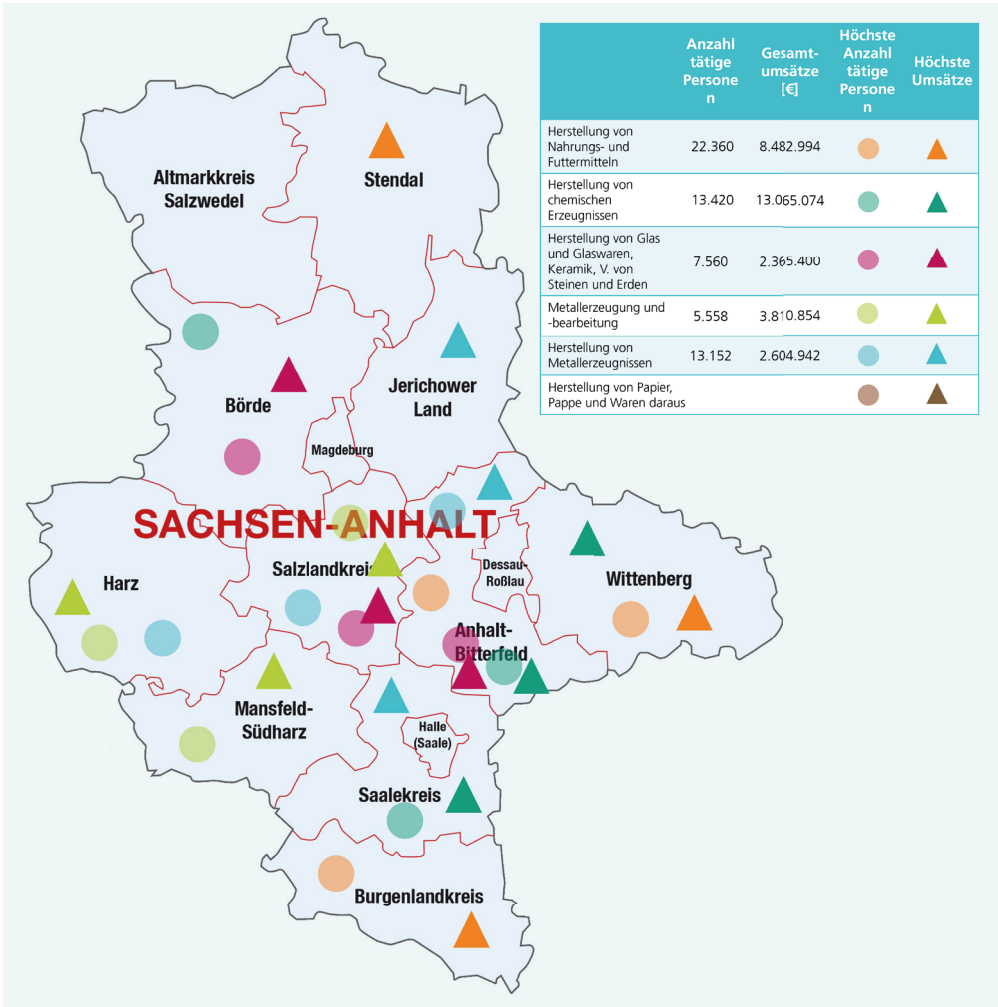 Anzahl
tätige
Persone
n
Gesamt-
umsätze
[€]
Höchste
Anzahl
tätige
Persone
n
Höchste
Umsätze
Herstellung von
Nahrungs- und
Futtermitteln
22.360
8.482.994
Herstellung von
chemischen
Erzeugnissen
13.420
13.065.074
Herstellung von Glas
und Glaswaren,
Keramik, V. von
Steinen und Erden
7.560
2.365.400
Metallerzeugung und
-bearbeitung
5.558
3.810.854
Herstellung von
Metallerzeugnissen
13.152
2.604.942
Herstellung von Papier,
Pappe und Waren daraus
Altmarkkreis
Salzwedel
Stendal
Jerichower
Land
Börde
Magdeburg
SACHSEN-ANHALT
Harz
Salzlandkreis
Dessau-
Roßlau
Wittenberg
Anhalt-
Bitterfeld
Mansfeld-
Südharz
Halle
(Saale)
Saalekreis
Burgenlandkreis